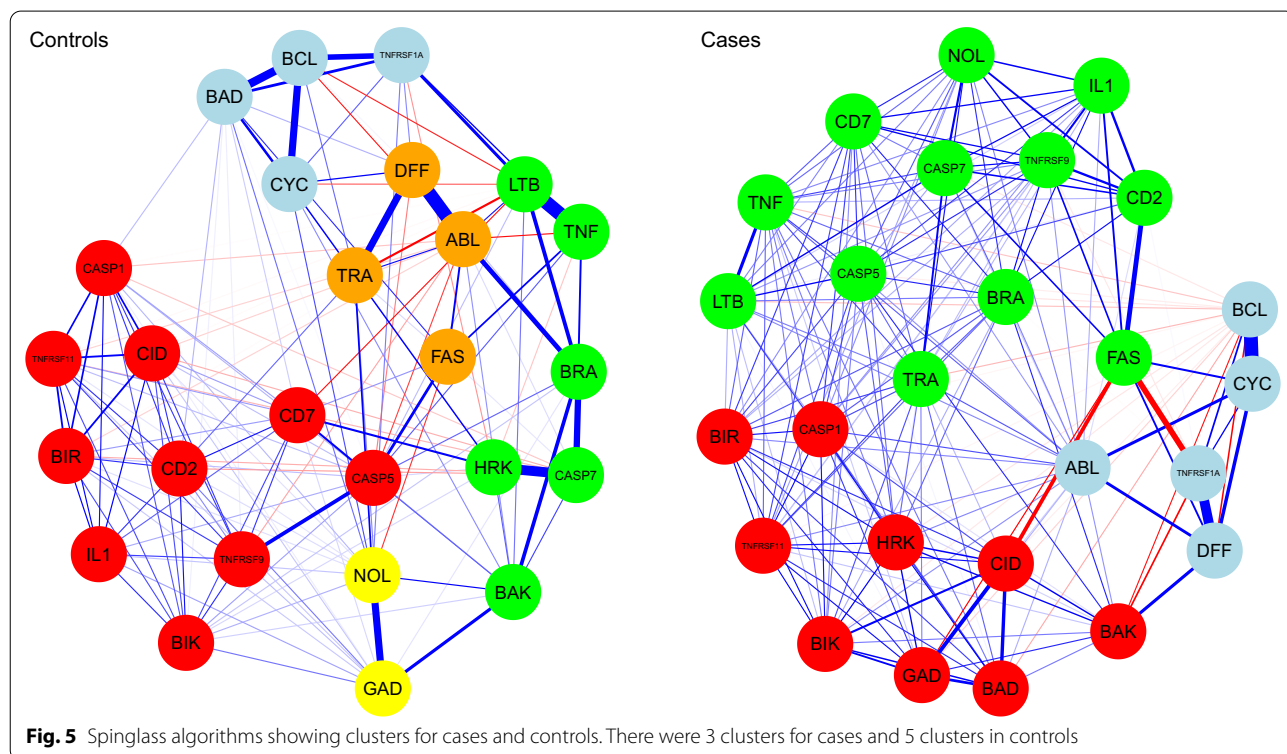 Controls
Cases
BCL
TNFRSF1A
BAD
CYC
DFF
LTB
TNF
ABL
TRA
CASP1
FAS
TNFRSF11
CID
BRA
CD7
BIR
CD2
CASP5
HRK
CASP7
IL1
TNFRSF9
NOL
BAK
BIK
GAD
NOL
IL1
CD7
CASP7
TNFRSF9
TNF
CD2
CASP5
LTB
BRA
BCL
FAS
TRA
CYC
BIR
CASP1
ABL
TNFRSF1A
TNFRSF11
HRK
CID
DFF
BIK
BAK
GAD
BAD
Fig. 5 Spinglass algorithms showing clusters for cases and controls. There were 3 clusters for cases and 5 clusters in controls